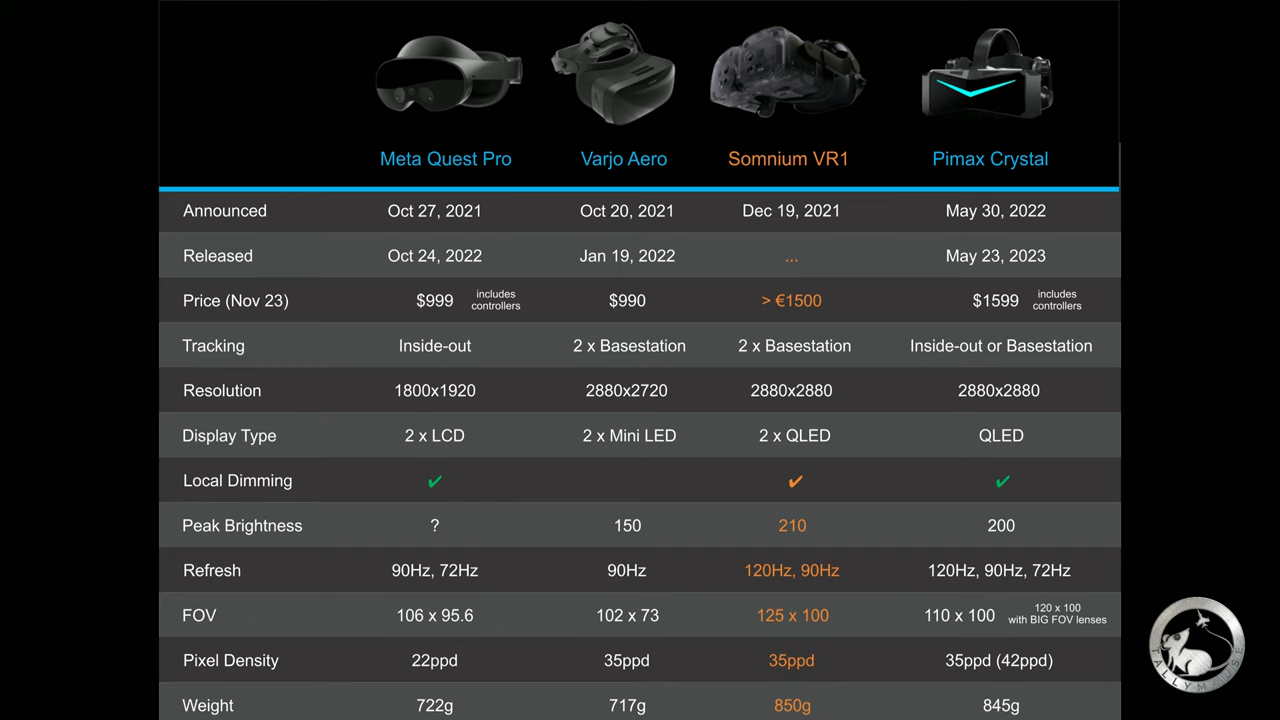 Meta Quest Pro Varjo Aero Somnium VR1 Pimax Crystal
Announced Oct 27, 2021 Oct 20, 2021 Dec 19, 2021 May 30, 2022
Released Oct 24, 2022 Jan 19, 2022 ... May 23, 2023
Price (Nov 23) $999 includes controllers $990 > €1500 $1599 includes controllers
Tracking Inside-out 2 x Basestation 2 x Basestation Inside-out or Basestation
Resolution 1800x1920 2880x2720 2880x2880 2880x2880
Display Type 2 x LCD 2 x Mini LED 2 x QLED QLED
Local Dimming ✔ ✔ ✔
Peak Brightness ? 150 210 200
Refresh 90Hz, 72Hz 90Hz 120Hz, 90Hz 120Hz, 90Hz, 72Hz
FOV 106 x 95.6 102 x 73 125 x 100 110 x 100 120 x 100 with BIG FOV lenses
Pixel Density 22ppd 35ppd 35ppd 35ppd (42ppd)
Weight 722g 717g 850g 845g
TALLYMOUSE